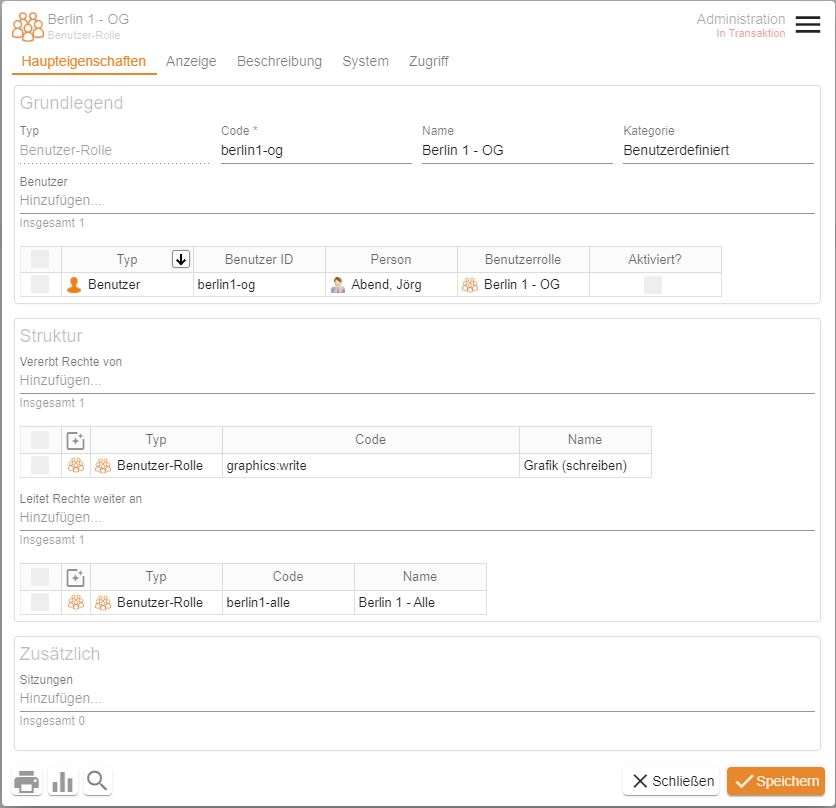 Berlin 1 - OG
Benutzer-Rolle
Administration
In Transaktion
Haupteigenschaften Anzeige Beschreibung System Zugriff
Grundlegend
Typ Code * Name Kategorie
Benutzer-Rolle berlin1-og Berlin 1 - OG Benutzerdefiniert
Benutzer
Hinzufügen...
Insgesamt 1
Typ Benutzer ID Person Benutzerrolle Aktiviert?
Benutzer berlin1-og Abend, Jörg Berlin 1 - OG
Struktur
Vererbt Rechte von
Hinzufügen...
Insgesamt 1
Typ Code Name
Benutzer-Rolle graphics:write Grafik (schreiben)
Leitet Rechte weiter an
Hinzufügen...
Insgesamt 1
Typ Code Name
Benutzer-Rolle berlin1-alle Berlin 1 - Alle
Zusätzlich
Sitzungen
Hinzufügen...
Insgesamt 0
Schließen Speichern